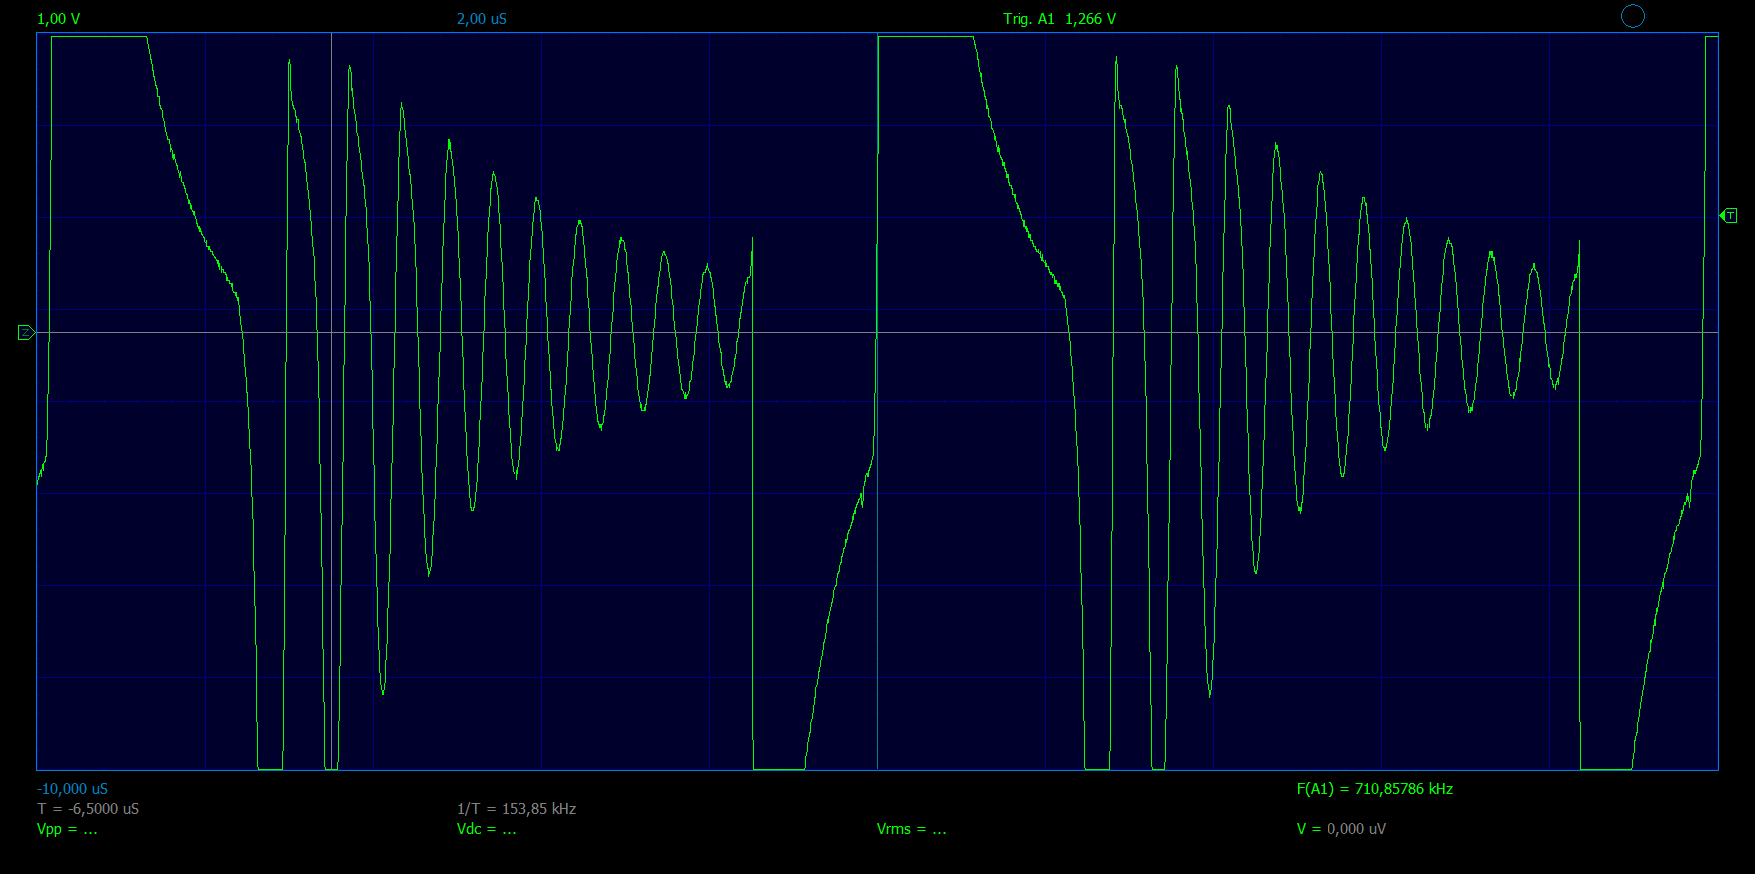 1,00 V 2,00 uS Trig. A1 1,266 V
T
Z
-10,000 uS F(A1) = 710,85786 kHz
T = -6,5000 uS 1/T = 153,85 kHz
Vpp = ... Vdc = ... Vrms = ... V = 0,000 uV